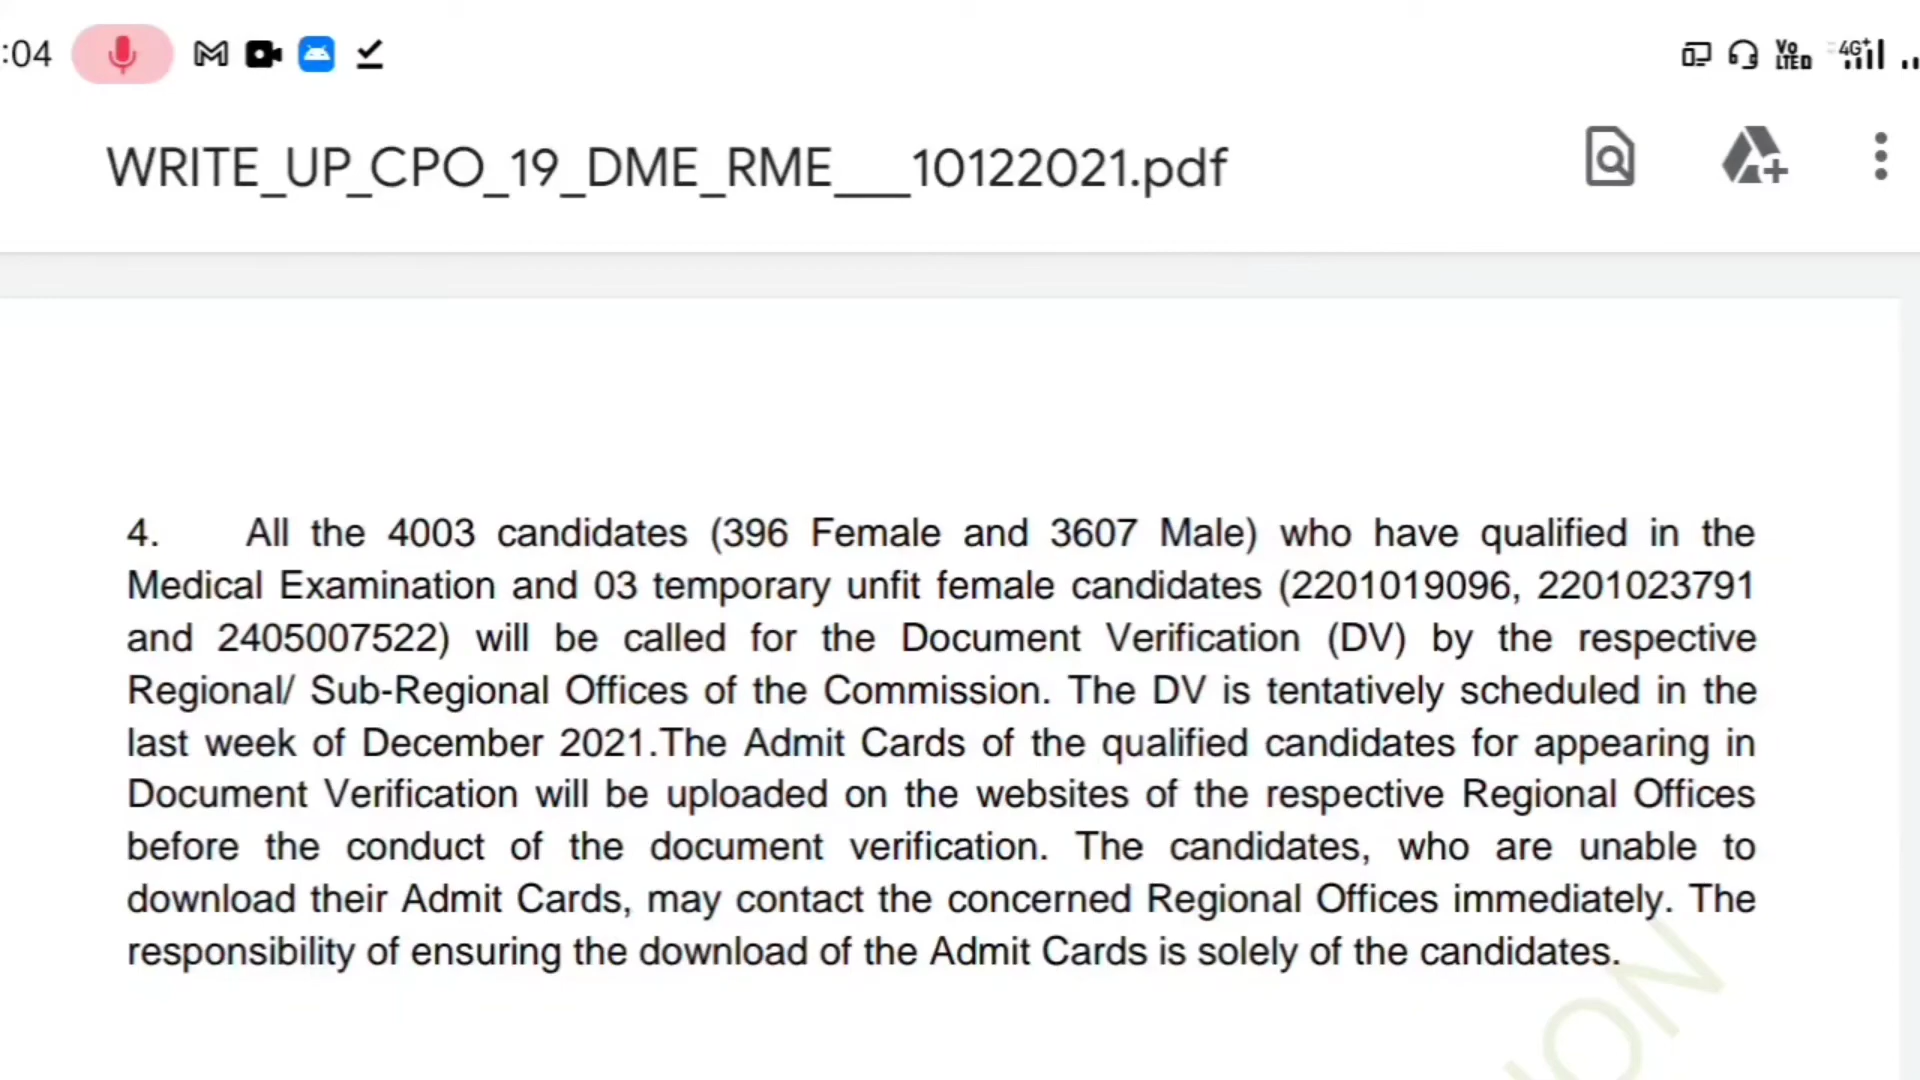 :04 Vo LTED 4G+
WRITE_UP_CPO_19_DME_RME___10122021.pdf
4. All the 4003 candidates (396 Female and 3607 Male) who have qualified in the
Medical Examination and 03 temporary unfit female candidates (2201019096, 2201023791
and 2405007522) will be called for the Document Verification (DV) by the respective
Regional/ Sub-Regional Offices of the Commission. The DV is tentatively scheduled in the
last week of December 2021.The Admit Cards of the qualified candidates for appearing in
Document Verification will be uploaded on the websites of the respective Regional Offices
before the conduct of the document verification. The candidates, who are unable to
download their Admit Cards, may contact the concerned Regional Offices immediately. The
responsibility of ensuring the download of the Admit Cards is solely of the candidates.
ION